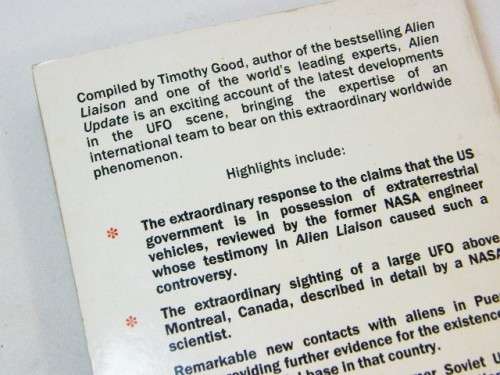 Compiled by Timothy Good, author of the bestselling Alien
Liaison and one of the world's leading experts, Alien
Update is an exciting account of the latest developments
in the UFO scene, bringing the expertise of an
international team to bear on this extraordinary worldwide
phenomenon.
Highlights include:
* The extraordinary response to the claims that the US
government is in possession of extraterrestrial
vehicles, reviewed by the former NASA engineer
whose testimony in Alien Liaison caused such a
controversy.
* The extraordinary sighting of a large UFO above
Montreal, Canada, described in detail by a NASA
scientist.
Remarkable new contacts with aliens in Pue
providing further evidence for the existence
base in that country.
Soviet U